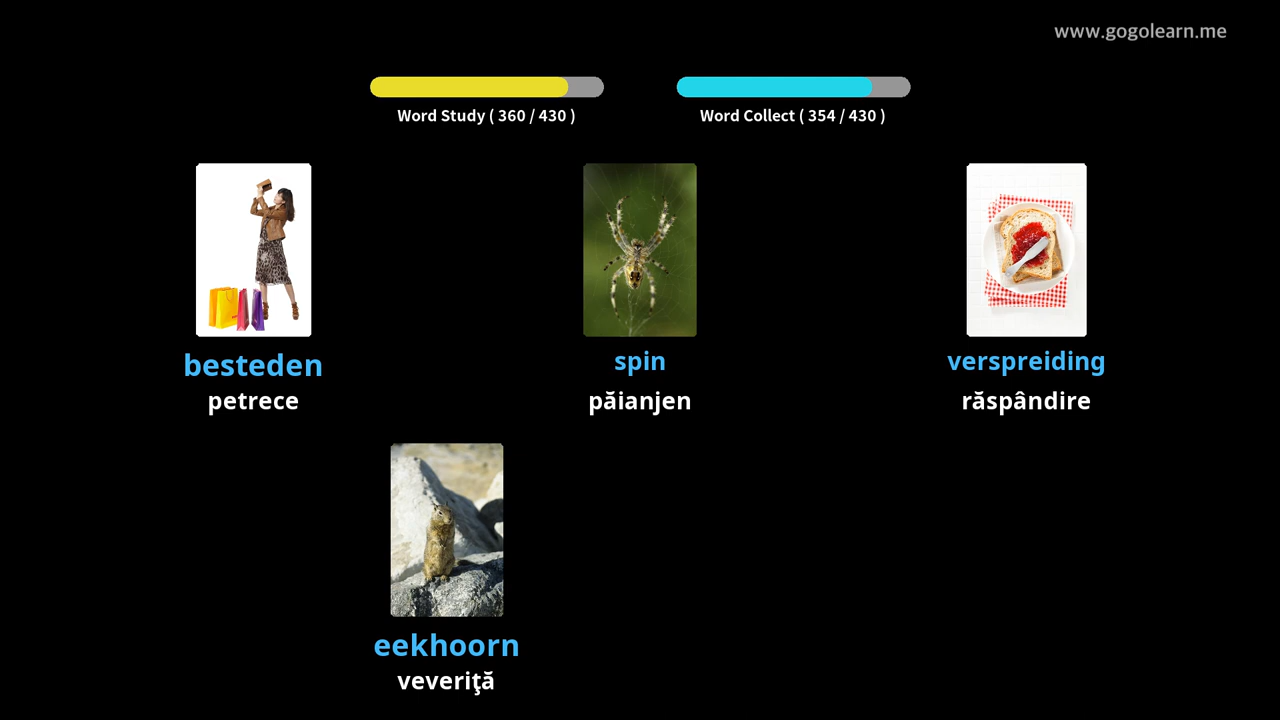 www.gogolearn.me
Word Study ( 360 / 430 )
Word Collect ( 354 / 430 )
besteden
petrece
spin
păianjen
verspreiding
răspândire
eekhoorn
veveriţă